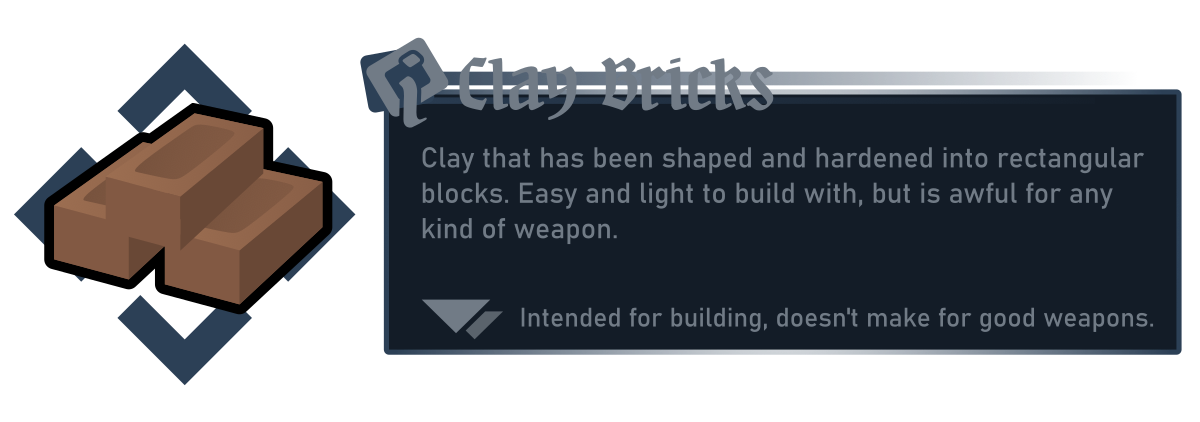 Clay Bricks
Clay that has been shaped and hardened into rectangular
blocks. Easy and light to build with, but is awful for any
kind of weapon.
Intended for building, doesn't make for good weapons.